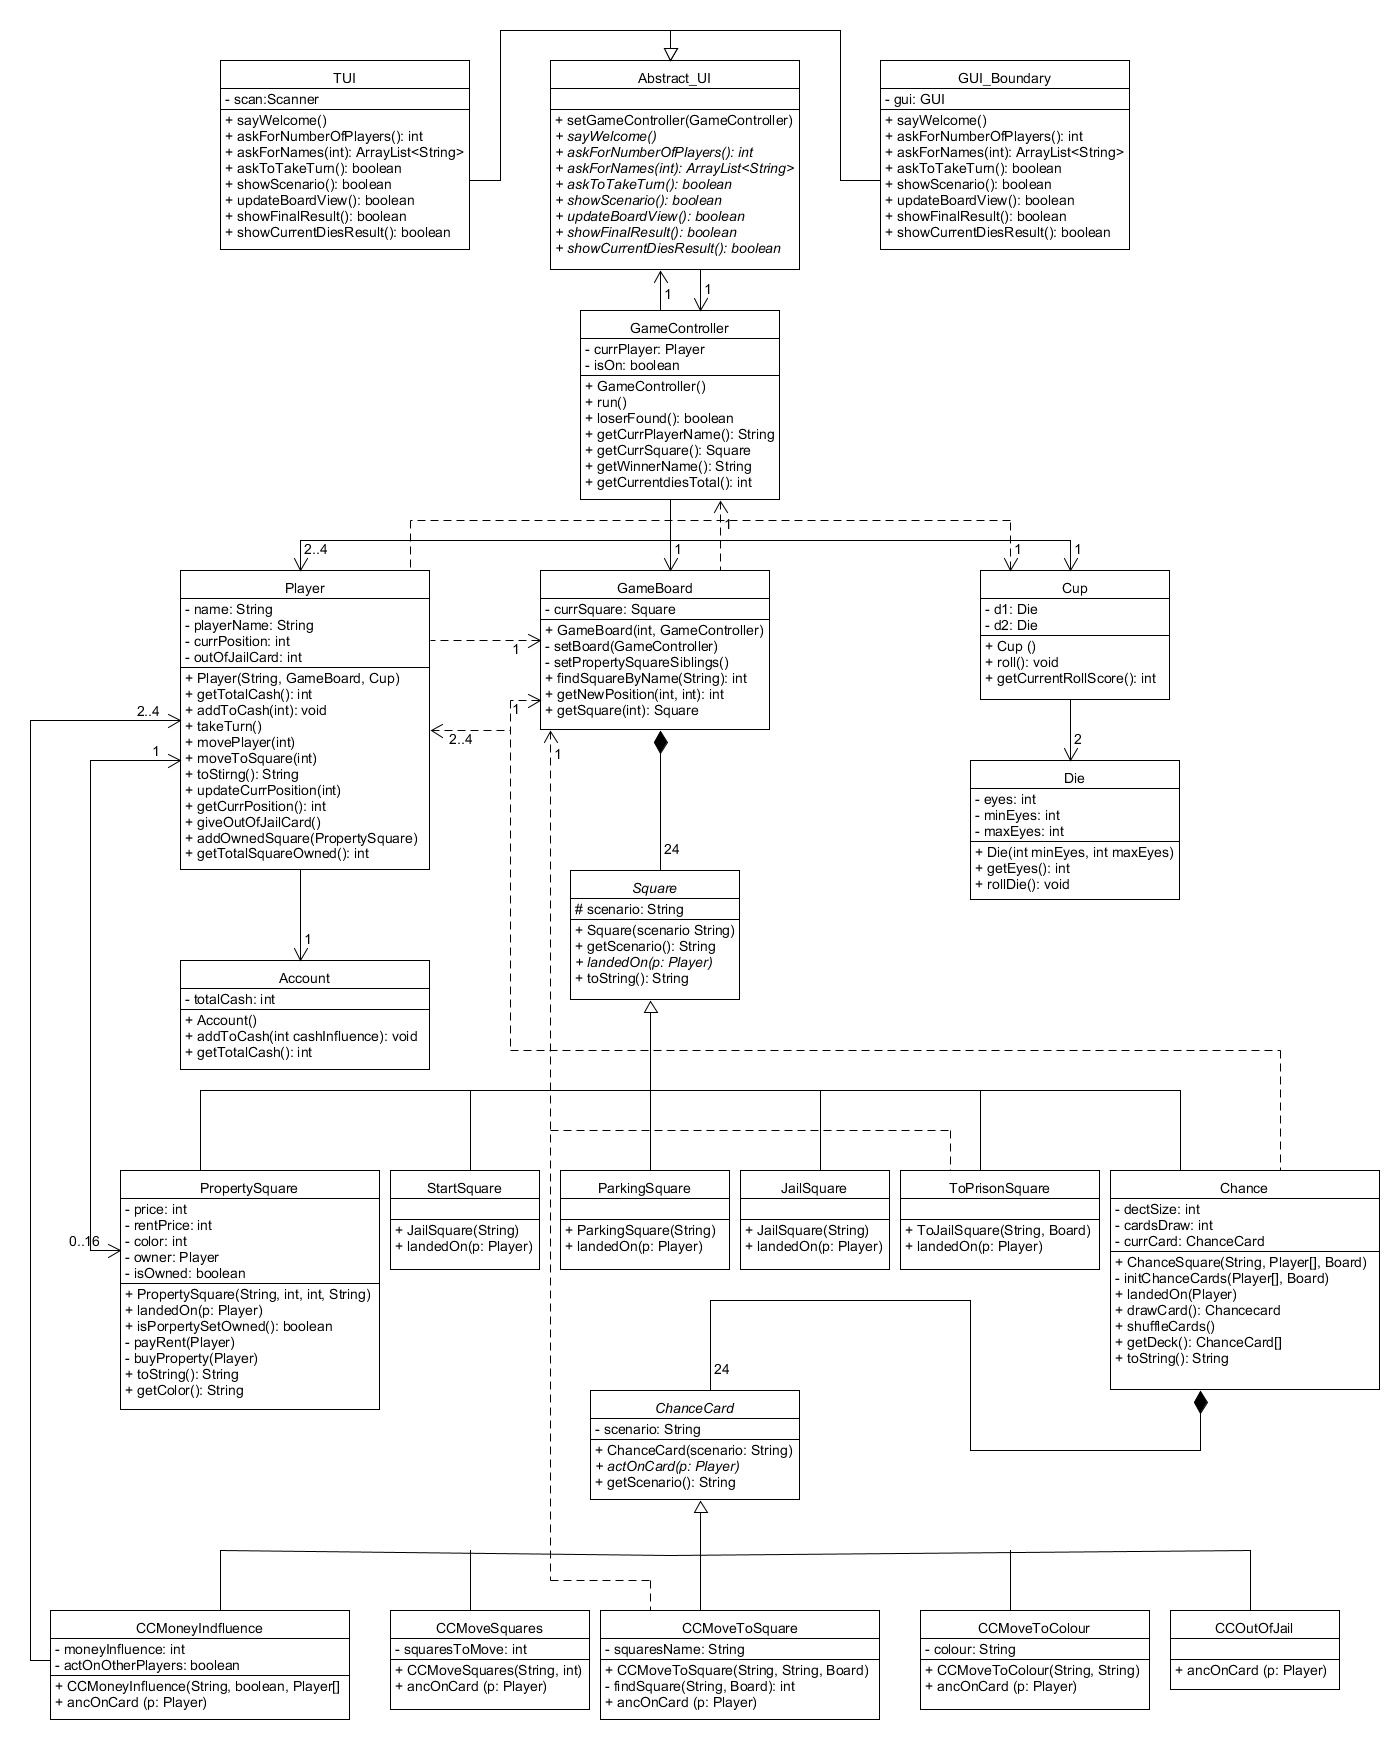 TUI
- scan:Scanner
+ sayWelcome()
+ askForNumberOfPlayers(): int
+ askForNames(int): ArrayList<String>
+ askToTakeTurn(): boolean
+ showScenario(): boolean
+ updateBoardView(): boolean
+ showFinalResult(): boolean
+ showCurrentDiesResult(): boolean
Abstract_UI
+ setGameController(GameController)
+ sayWelcome()
+ askForNumberOfPlayers(): int
+ askForNames(int): ArrayList<String>
+ askToTakeTurn(): boolean
+ showScenario(): boolean
+ updateBoardView(): boolean
+ showFinalResult(): boolean
+ showCurrentDiesResult(): boolean
GUI_Boundary
- gui: GUI
+ sayWelcome()
+ askForNumberOfPlayers(): int
+ askForNames(int): ArrayList<String>
+ askToTakeTurn(): boolean
+ showScenario(): boolean
+ updateBoardView(): boolean
+ showFinalResult(): boolean
+ showCurrentDiesResult(): boolean
1
1
GameController
- currPlayer: Player
- isOn: boolean
+ GameController()
+ run()
+ loserFound(): boolean
+ getCurrPlayerName(): String
+ getCurrSquare(): Square
+ getWinnerName(): String
+ getCurrentdiesTotal(): int
1
2..4
1
1
1
Player
- name: String
- playerName: String
- currPosition: int
- outOfJailCard: int
+ Player(String, GameBoard, Cup)
+ getTotalCash(): int
+ addToCash(int): void
+ takeTurn()
+ movePlayer(int)
+ moveToSquare(int)
+ toStirng(): String
+ updateCurrPosition(int)
+ getCurrPosition(): int
+ giveOutOfJailCard()
+ addOwnedSquare(PropertySquare)
+ getTotalSquareOwned(): int
GameBoard
- currSquare: Square
+ GameBoard(int, GameController)
- setBoard(GameController)
- setPropertySquareSiblings()
+ findSquareByName(String): int
+ getNewPosition(int, int): int
+ getSquare(int): Square
Cup
- d1: Die
- d2: Die
+ Cup ()
+ roll(): void
+ getCurrentRollScore(): int
1
1
2..4
1
2..4
1
2
Die
- eyes: int
- minEyes: int
- maxEyes: int
+ Die(int minEyes, int maxEyes)
+ getEyes(): int
+ rollDie(): void
24
Square
# scenario: String
+ Square(scenario String)
+ getScenario(): String
+ landedOn(p: Player)
+ toString(): String
1
Account
- totalCash: int
+ Account()
+ addToCash(int cashInfluence): void
+ getTotalCash(): int
0..16
PropertySquare
- price: int
- rentPrice: int
- color: int
- owner: Player
- isOwned: boolean
+ PropertySquare(String, int, int, String)
+ landedOn(p: Player)
+ isPorpertySetOwned(): boolean
- payRent(Player)
- buyProperty(Player)
+ toString(): String
+ getColor(): String
StartSquare
+ JailSquare(String)
+ landedOn(p: Player)
ParkingSquare
+ ParkingSquare(String)
+ landedOn(p: Player)
JailSquare
+ JailSquare(String)
+ landedOn(p: Player)
ToPrisonSquare
+ ToJailSquare(String, Board)
+ landedOn(p: Player)
Chance
- dectSize: int
- cardsDraw: int
- currCard: ChanceCard
+ ChanceSquare(String, Player[], Board)
- initChanceCards(Player[], Board)
+ landedOn(Player)
+ drawCard(): Chancecard
+ shuffleCards()
+ getDeck(): ChanceCard[]
+ toString(): String
24
ChanceCard
- scenario: String
+ ChanceCard(scenario: String)
+ actOnCard(p: Player)
+ getScenario(): String
CCMoneyIndfluence
- moneyInfluence: int
- actOnOtherPlayers: boolean
+ CCMoneyInfluence(String, boolean, Player[]
+ ancOnCard (p: Player)
CCMoveSquares
- squaresToMove: int
+ CCMoveSquares(String, int)
+ ancOnCard (p: Player)
CCMoveToSquare
- squaresName: String
+ CCMoveToSquare(String, String, Board)
- findSquare(String, Board): int
+ ancOnCard (p: Player)
CCMoveToColour
- colour: String
+ CCMoveToColour(String, String)
+ ancOnCard (p: Player)
CCOutOfJail
+ ancOnCard (p: Player)